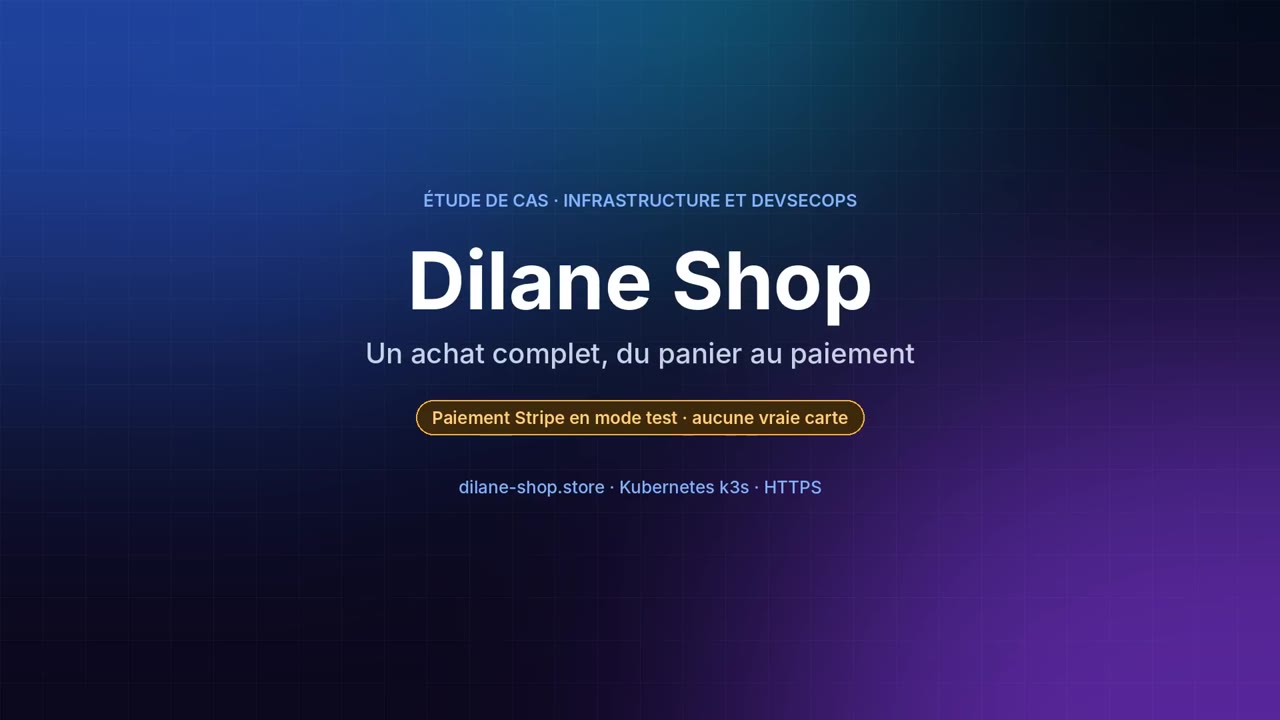 ÉTUDE DE CAS · INFRASTRUCTURE ET DEVSECOPS
Dilane Shop
Un achat complet, du panier au paiement
Paiement Stripe en mode test · aucune vraie carte
dilane-shop.store · Kubernetes k3s · HTTPS